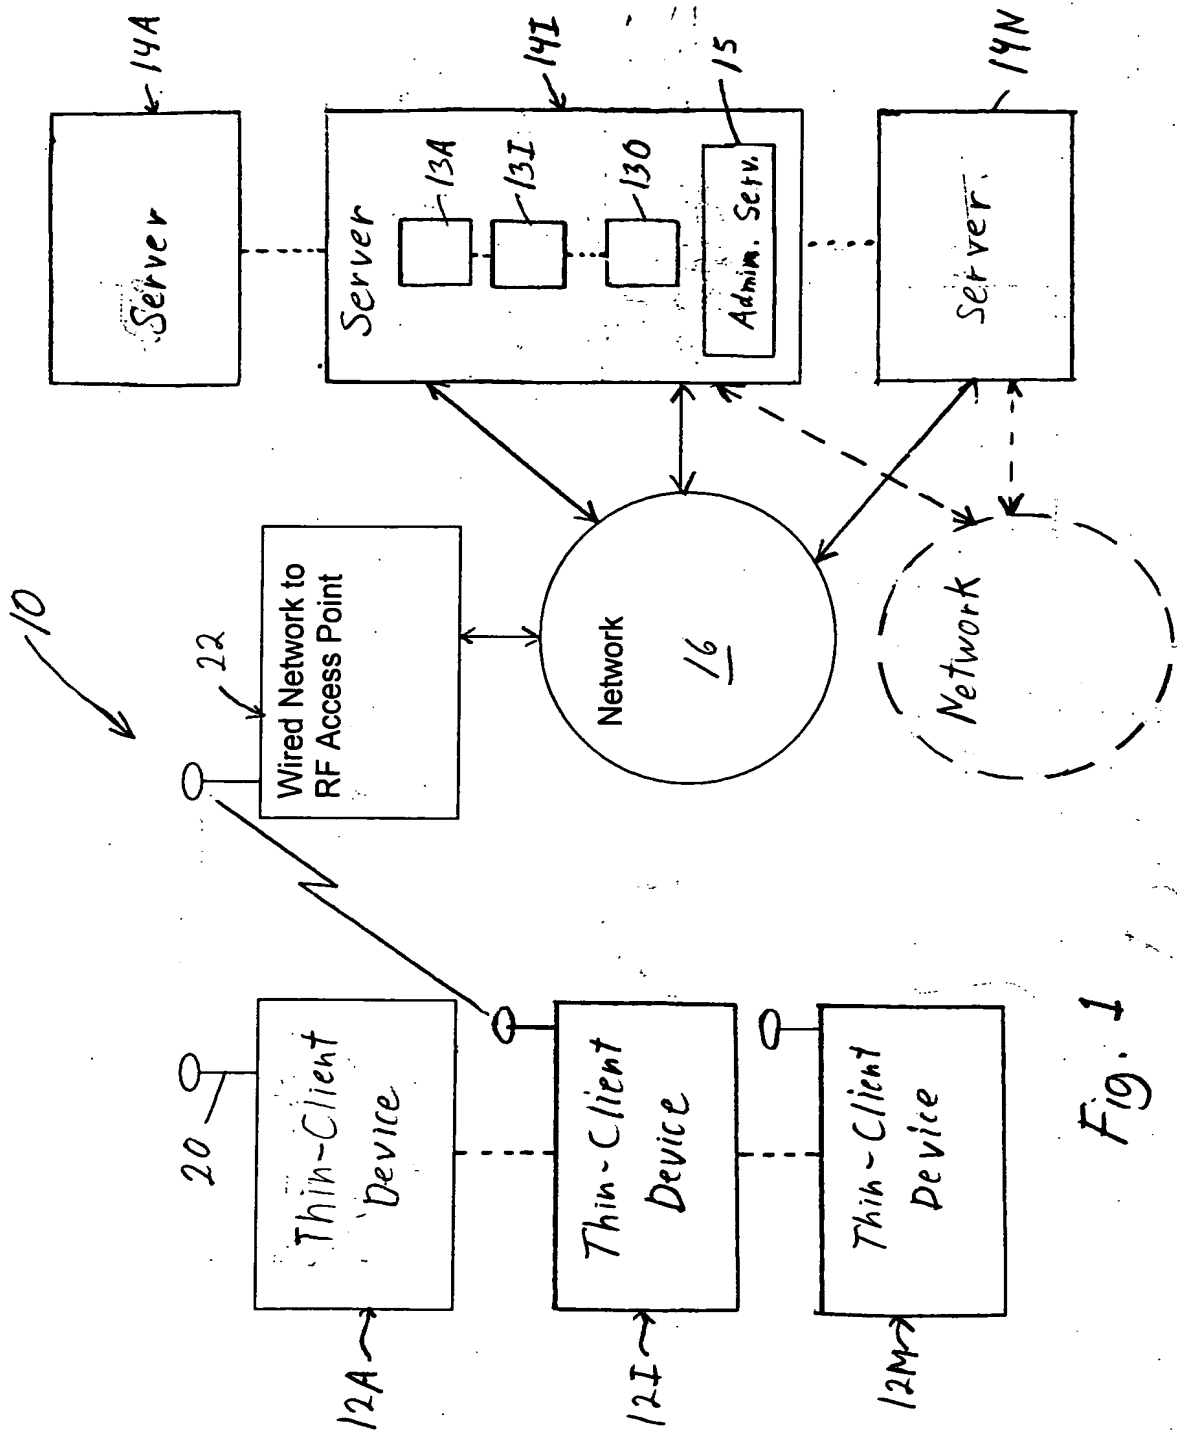 10
20
Thin-Client
Device
12A
Thin-Client
Device
12I
Thin-Client
Device
12M
22
Wired Network to
RF Access Point
Network
16
Network
Server
14A
Server
14I
13A
13I
130
Admin. Serv.
15
Server
14N
Fig. 1